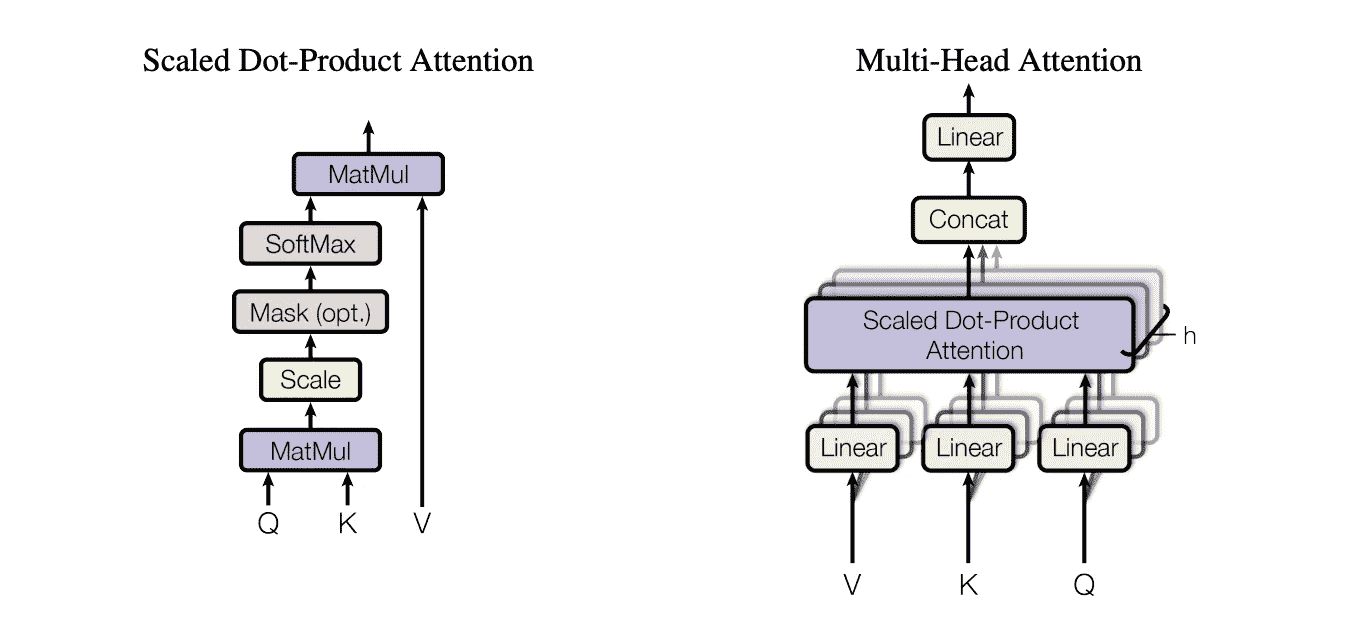 Scaled Dot-Product Attention
MatMul
SoftMax
Mask (opt.)
Scale
MatMul
Q K V
Multi-Head Attention
Linear
Concat
Scaled Dot-Product
Attention
h
Linear Linear Linear
V K Q